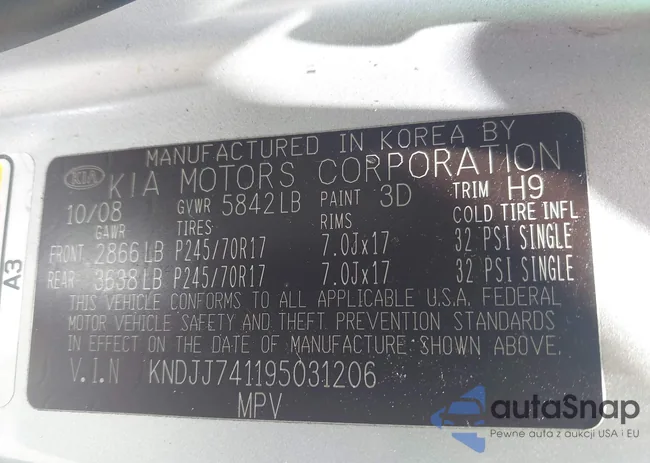 MANUFACTURED IN KOREA BY
KIA KIA MOTORS CORPORATION
10/08 GVWR 5842LB PAINT 3D TRIM H9
GAWR TIRES RIMS COLD TIRE INFL
FRONT 2866LB P245/70R17 7.0Jx17 32 PSI SINGLE
REAR 3638LB P245/70R17 7.0Jx17 32 PSI SINGLE
THIS VEHICLE CONFORMS TO ALL APPLICABLE U.S.A. FEDERAL
MOTOR VEHICLE SAFETY AND THEFT PREVENTION STANDARDS
IN EFFECT ON THE DATE OF MANUFACTURE SHOWN ABOVE.
V.I.N KNDJJ741195031206
MPV
A3
autaSnap
Pewne auta z aukcji USA i EU